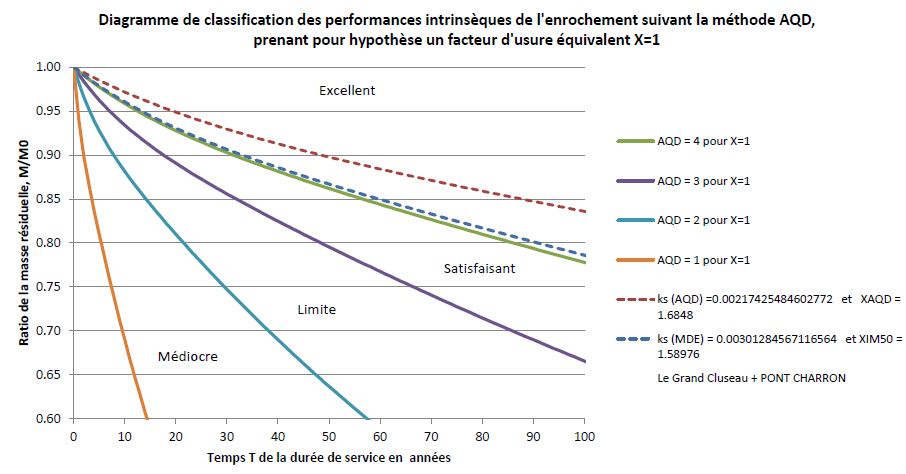 Diagramme de classification des performances intrinsèques de l'enrochement suivant la méthode AQD,
prenant pour hypothèse un facteur d'usure équivalent X=1
Ratio de la masse résiduelle, M/M0
1.00
0.95
0.90
0.85
0.80
0.75
0.70
0.65
0.60
Excellent
Satisfaisant
Limite
Médiocre
0 10 20 30 40 50 60 70 80 90 100
Temps T de la durée de service en années
AQD = 4 pour X=1
AQD = 3 pour X=1
AQD = 2 pour X=1
AQD = 1 pour X=1
ks (AQD) =0.00217425484602772 et XAQD =
1.6848
ks (MDE) = 0.00301284567116564 et XIM50 =
1.58976
Le Grand Cluseau + PONT CHARRON